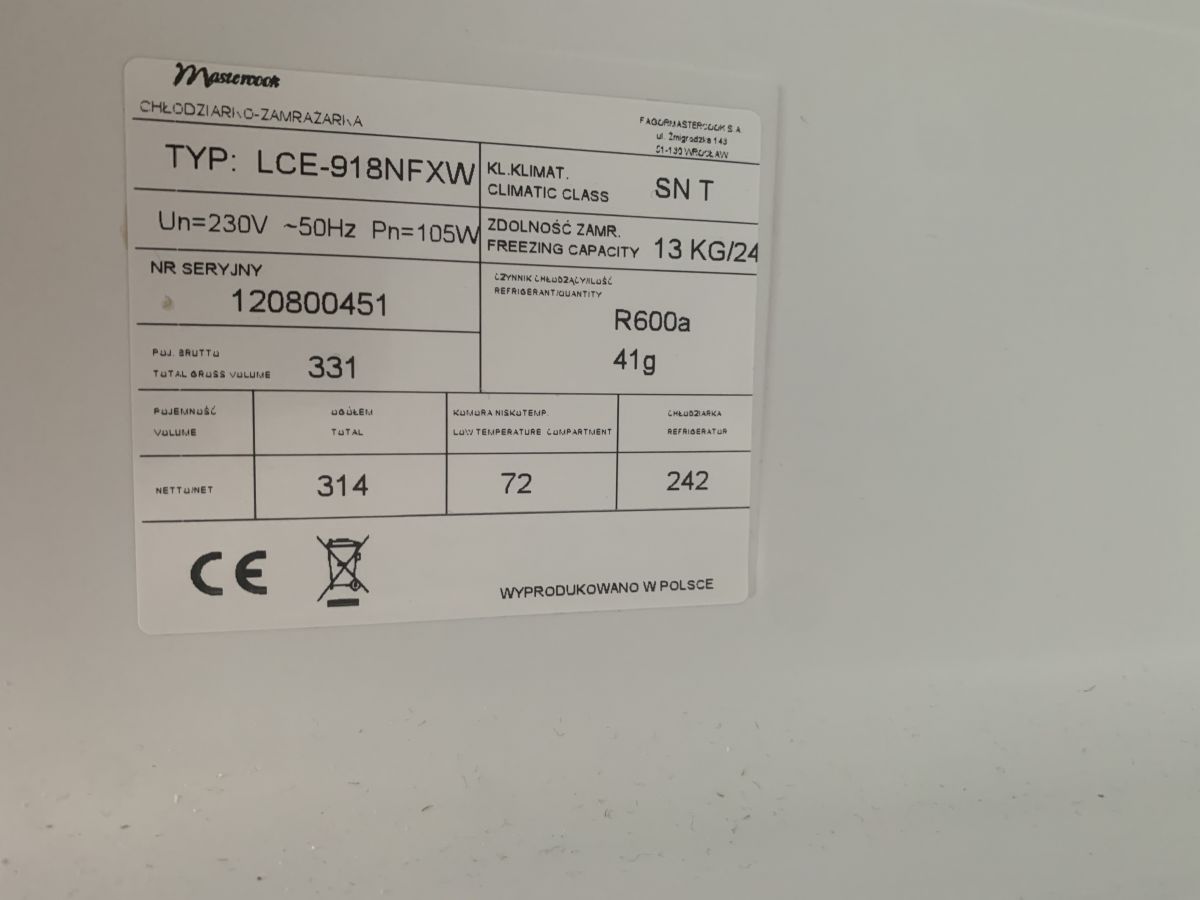 Mastercook
CHŁODZIARKO-ZAMRAŻARKA
FAGORMASTERCOOK S.A.
ul. Żmigrodzka 143
51-130 WROCŁAW
TYP: LCE-918NFXW
KL.KLIMAT.
CLIMATIC CLASS
SN T
Un=230V ~50Hz Pn=105W
ZDOLNOŚĆ ZAMR.
FREEZING CAPACITY
13 KG/24
NR SERYJNY
120800451
CZYNNIK CHŁODZĄCY/ILOŚĆ
REFRIGERANT/QUANTITY
R600a
41g
POJ. BRUTTO
TOTAL GROSS VOLUME
331
POJEMNOŚĆ
VOLUME
OGÓŁEM
TOTAL
KOMORA NISKOTEMP.
LOW TEMPERATURE COMPARTMENT
CHŁODZIARKA
REFRIGERATOR
NETTO/NET
314
72
242
CE
WYPRODUKOWANO W POLSCE